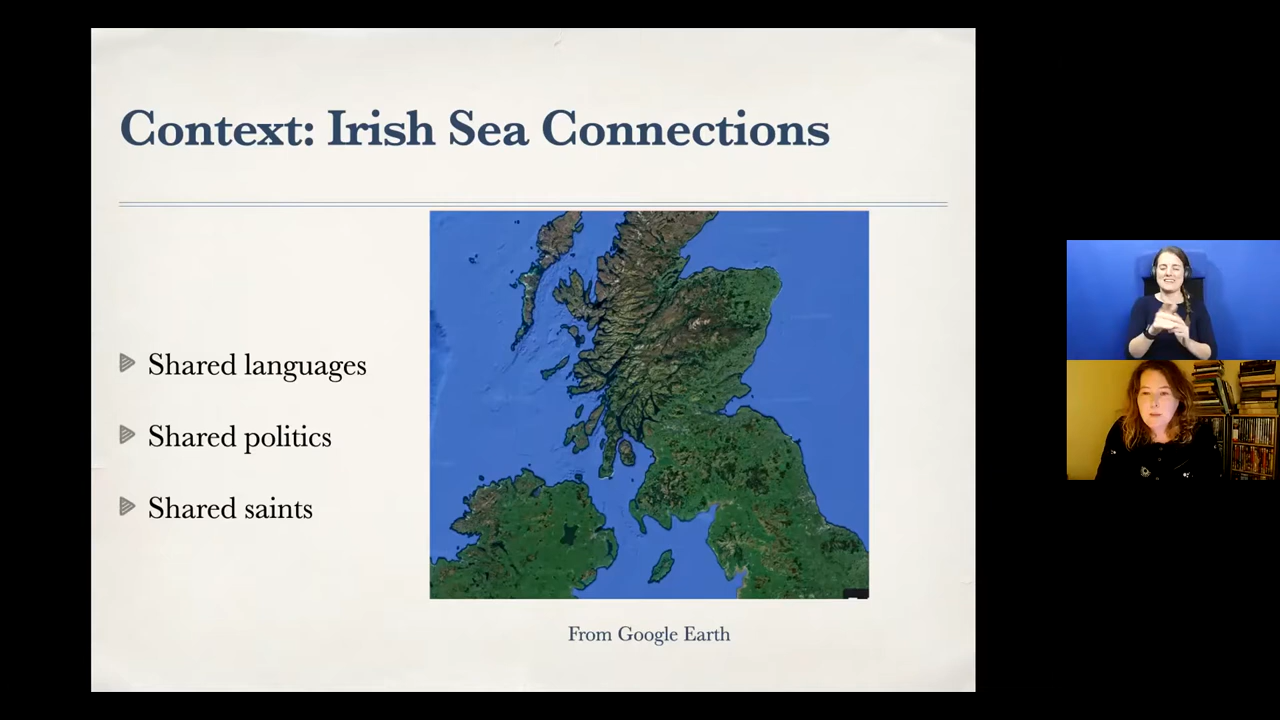 Context: Irish Sea Connections
Shared languages
Shared politics
Shared saints
From Google Earth